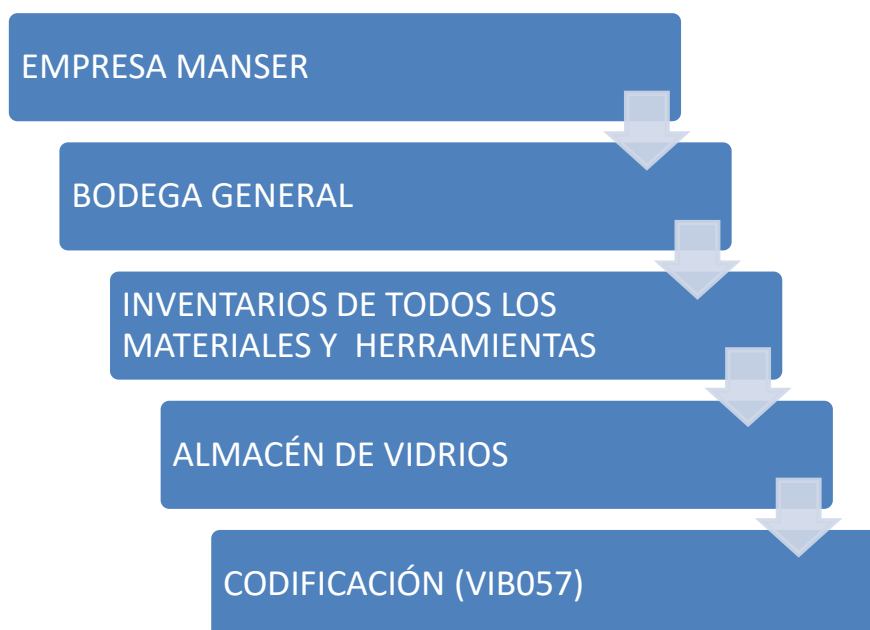 EMPRESA MANSER
BODEGA GENERAL
INVENTARIOS DE TODOS LOS
MATERIALES Y HERRAMIENTAS
ALMACÉN DE VIDRIOS
CODIFICACIÓN (VIB057)